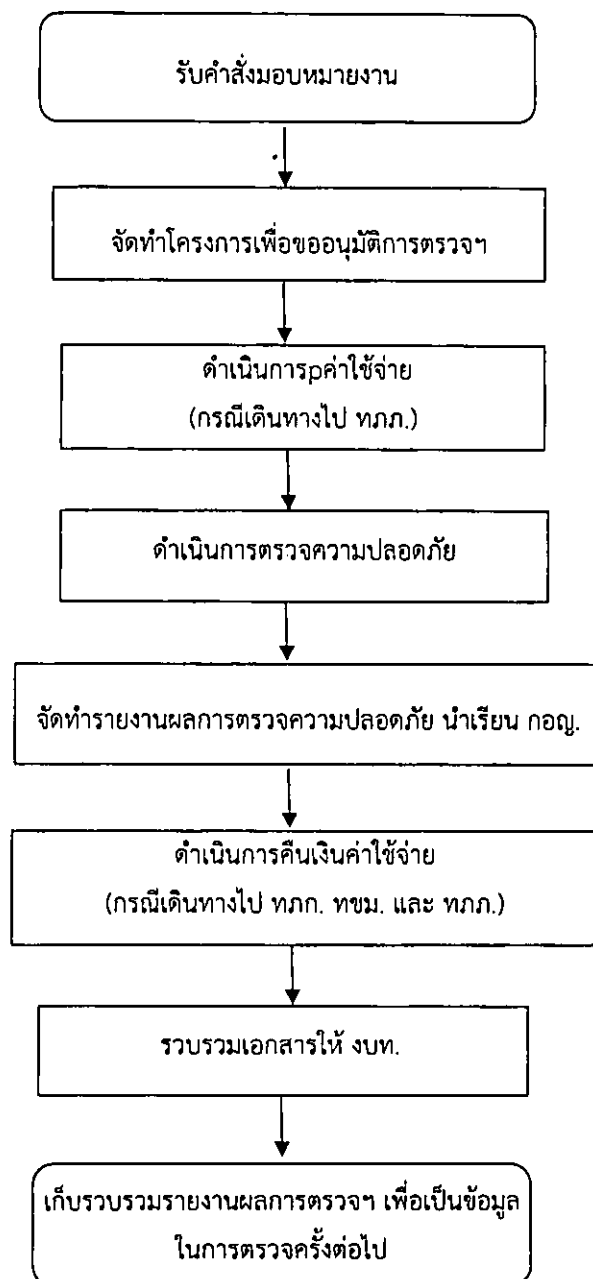 รับคำสั่งมอบหมายงาน
จัดทำโครงการเพื่อขออนุมัติการตรวจฯ
ดำเนินการpค่าใช้จ่าย
(กรณีเดินทางไป ทภก.)
ดำเนินการตรวจความปลอดภัย
จัดทำรายงานผลการตรวจความปลอดภัย นำเรียน กอญ.
ดำเนินการคืนเงินค่าใช้จ่าย
(กรณีเดินทางไป ทภก. ทขม. และ ทภภ.)
รวบรวมเอกสารให้ งบท.
เก็บรวบรวมรายงานผลการตรวจฯ เพื่อเป็นข้อมูล
ในการตรวจครั้งต่อไป